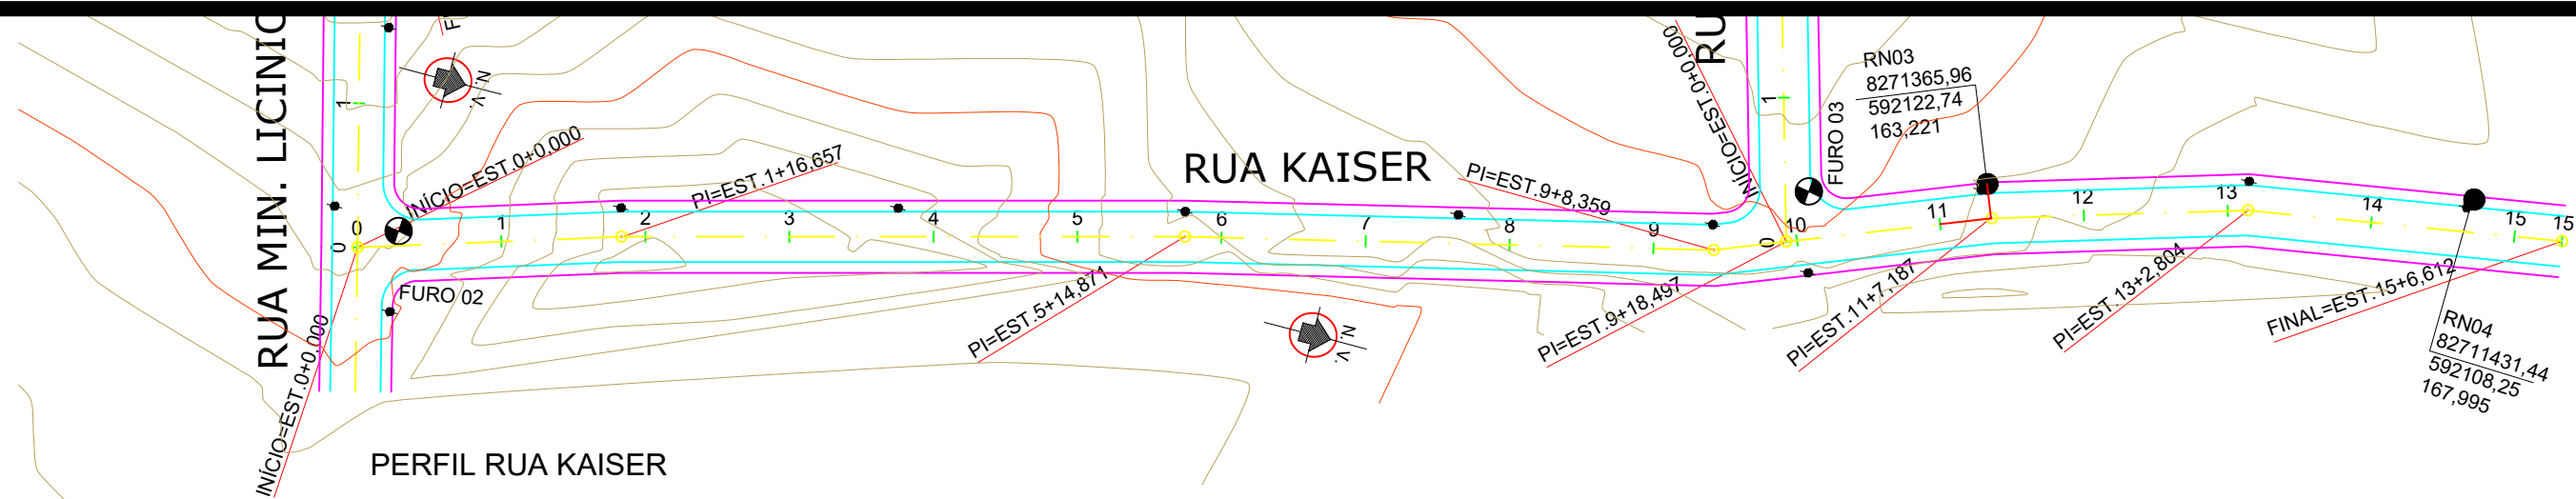 RUA MIN. LICINIO
F
N.
V.
1
INÍCIO=EST.0+0,000
0
0
FURO 02
INÍCIO=EST.0+0,000
1
PI=EST.1+16,657
2
3
4
5
6
7
8
9
10
11
12
13
14
15
15
RUA KAISER
PI=EST.5+14,871
PI=EST.9+8,359
INÍCIO=EST.0+0,000
RU
1
0
FURO 03
RN03
8271365,96
592122,74
163,221
N.
V.
PI=EST.9+18,497
PI=EST.11+7,187
PI=EST.13+2,804
FINAL=EST.15+6,612
RN04
82711431,44
592108,25
167,995
PERFIL RUA KAISER